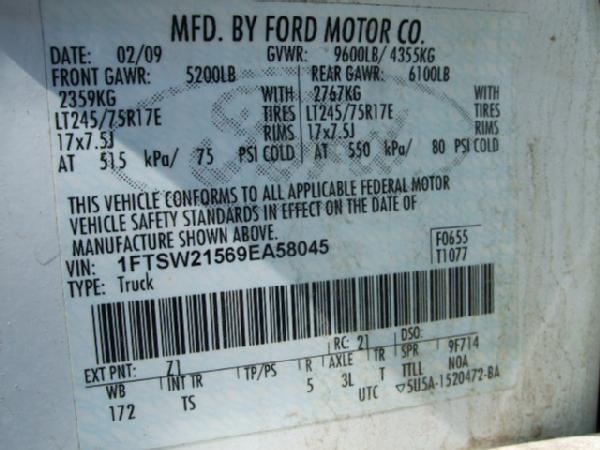 MFD. BY FORD MOTOR CO.
DATE: 02/09 GVWR: 9600LB/ 4355KG
FRONT GAWR: 5200LB REAR GAWR: 6100LB
2359KG WITH 2767KG WITH
LT245/75R17E TIRES LT245/75R17E TIRES
17x7.5J RIMS 17x7.5J RIMS
AT 515 kPa/ 75 PSI COLD AT 550 kPa/ 80 PSI COLD
THIS VEHICLE CONFORMS TO ALL APPLICABLE FEDERAL MOTOR
VEHICLE SAFETY STANDARDS IN EFFECT ON THE DATE OF
MANUFACTURE SHOWN ABOVE.
VIN: 1FTSW21569EA58045 F0655
TYPE: Truck T1077
EXT PNT: Z1 RC: 21 DSO:
WB INT TR TP/PS R AXLE TR SPR 9F714
172 TS 5 3L T TTLL NOA
UTC ▽5U5A-1520472-BA